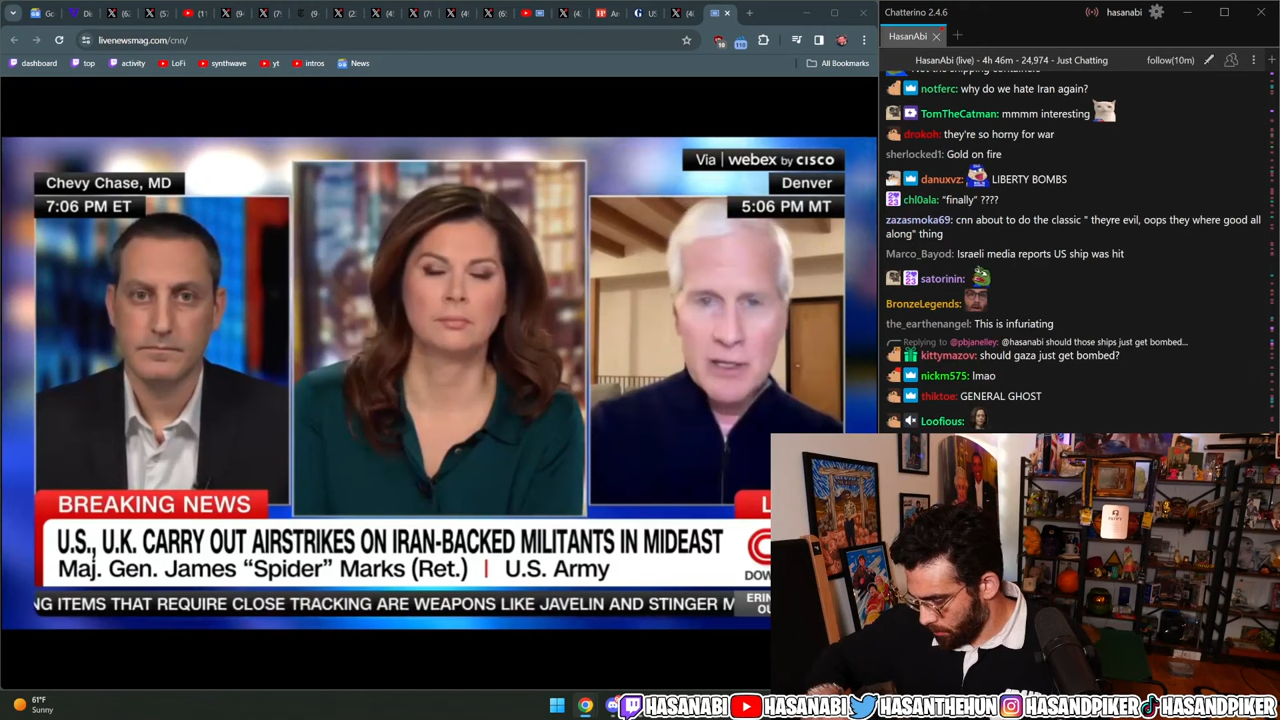 livenewsmag.com/cnn/
dashboard
top
activity
LoFi
synthwave
yt
intros
News
All Bookmarks
Via | webex by CISCO
Chevy Chase, MD
7:06 PM ET
Denver
5:06 PM MT
BREAKING NEWS
U.S., U.K. CARRY OUT AIRSTRIKES ON IRAN-BACKED MILITANTS IN MIDEAST
Maj. Gen. James “Spider” Marks (Ret.) | U.S. Army
NG ITEMS THAT REQUIRE CLOSE TRACKING ARE WEAPONS LIKE JAVELIN AND STINGER M
ERIN
OU
61°F
Sunny
Chatterino 2.4.6
hasanabi
HasanAbi
HasanAbi (live) - 4h 46m - 24,974 - Just Chatting
follow(10m)
Not the shipping containers
notferc: why do we hate Iran again?
TomTheCatman: mmmm interesting
drokoh: they're so horny for war
sherlocked1: Gold on fire
danuxvz: LIBERTY BOMBS
chl0ala: “finally” ????
zazasmoka69: cnn about to do the classic " theyre evil, oops they where good all
along" thing
Marco_Bayod: Israeli media reports US ship was hit
satorinin:
BronzeLegends:
the_earthenangel: This is infuriating
Replying to @pbjanelley: @hasanabi should those ships just get bombed...
kittymazov: should gaza just get bombed?
nickm575: lmao
thiktoe: GENERAL GHOST
Loofious:
HASANABI HASANABI HASANTHEHUN HASANDPIKER HASANDPIKER